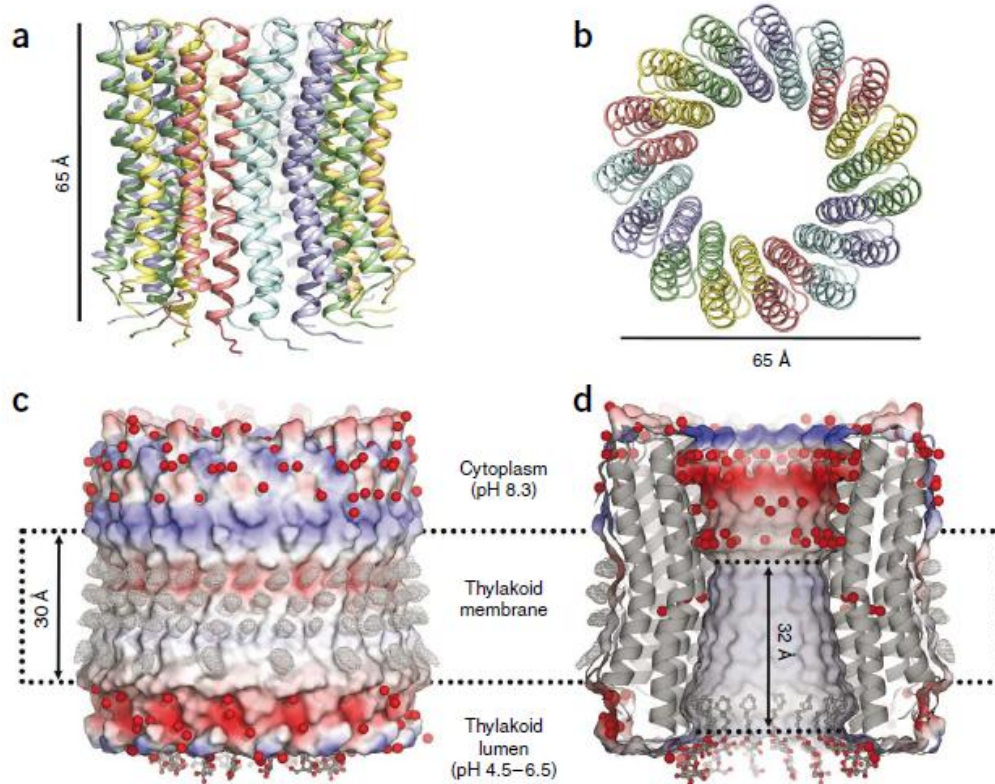 a
b
65 Å
65 Å
c
d
Cytoplasm
(pH 8.3)
30 Å
Thylakoid
membrane
32 Å
Thylakoid
lumen
(pH 4.5–6.5)